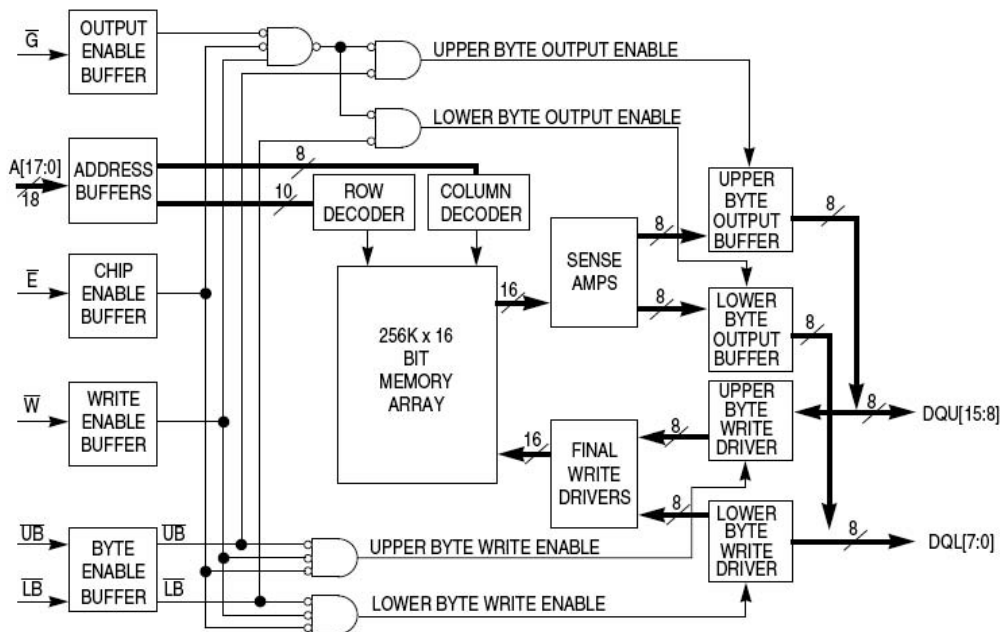 G̅
OUTPUT
ENABLE
BUFFER
UPPER BYTE OUTPUT ENABLE
LOWER BYTE OUTPUT ENABLE
A[17:0]
18
ADDRESS
BUFFERS
8
10
ROW
DECODER
COLUMN
DECODER
UPPER
BYTE
OUTPUT
BUFFER
8
E̅
CHIP
ENABLE
BUFFER
256K x 16
BIT
MEMORY
ARRAY
16
SENSE
AMPS
8
8
LOWER
BYTE
OUTPUT
BUFFER
8
W̅
WRITE
ENABLE
BUFFER
16
FINAL
WRITE
DRIVERS
8
8
UPPER
BYTE
WRITE
DRIVER
8
DQU[15:8]
U̅B̅
L̅B̅
BYTE
ENABLE
BUFFER
U̅B̅
L̅B̅
UPPER BYTE WRITE ENABLE
LOWER BYTE WRITE ENABLE
LOWER
BYTE
WRITE
DRIVER
8
DQL[7:0]